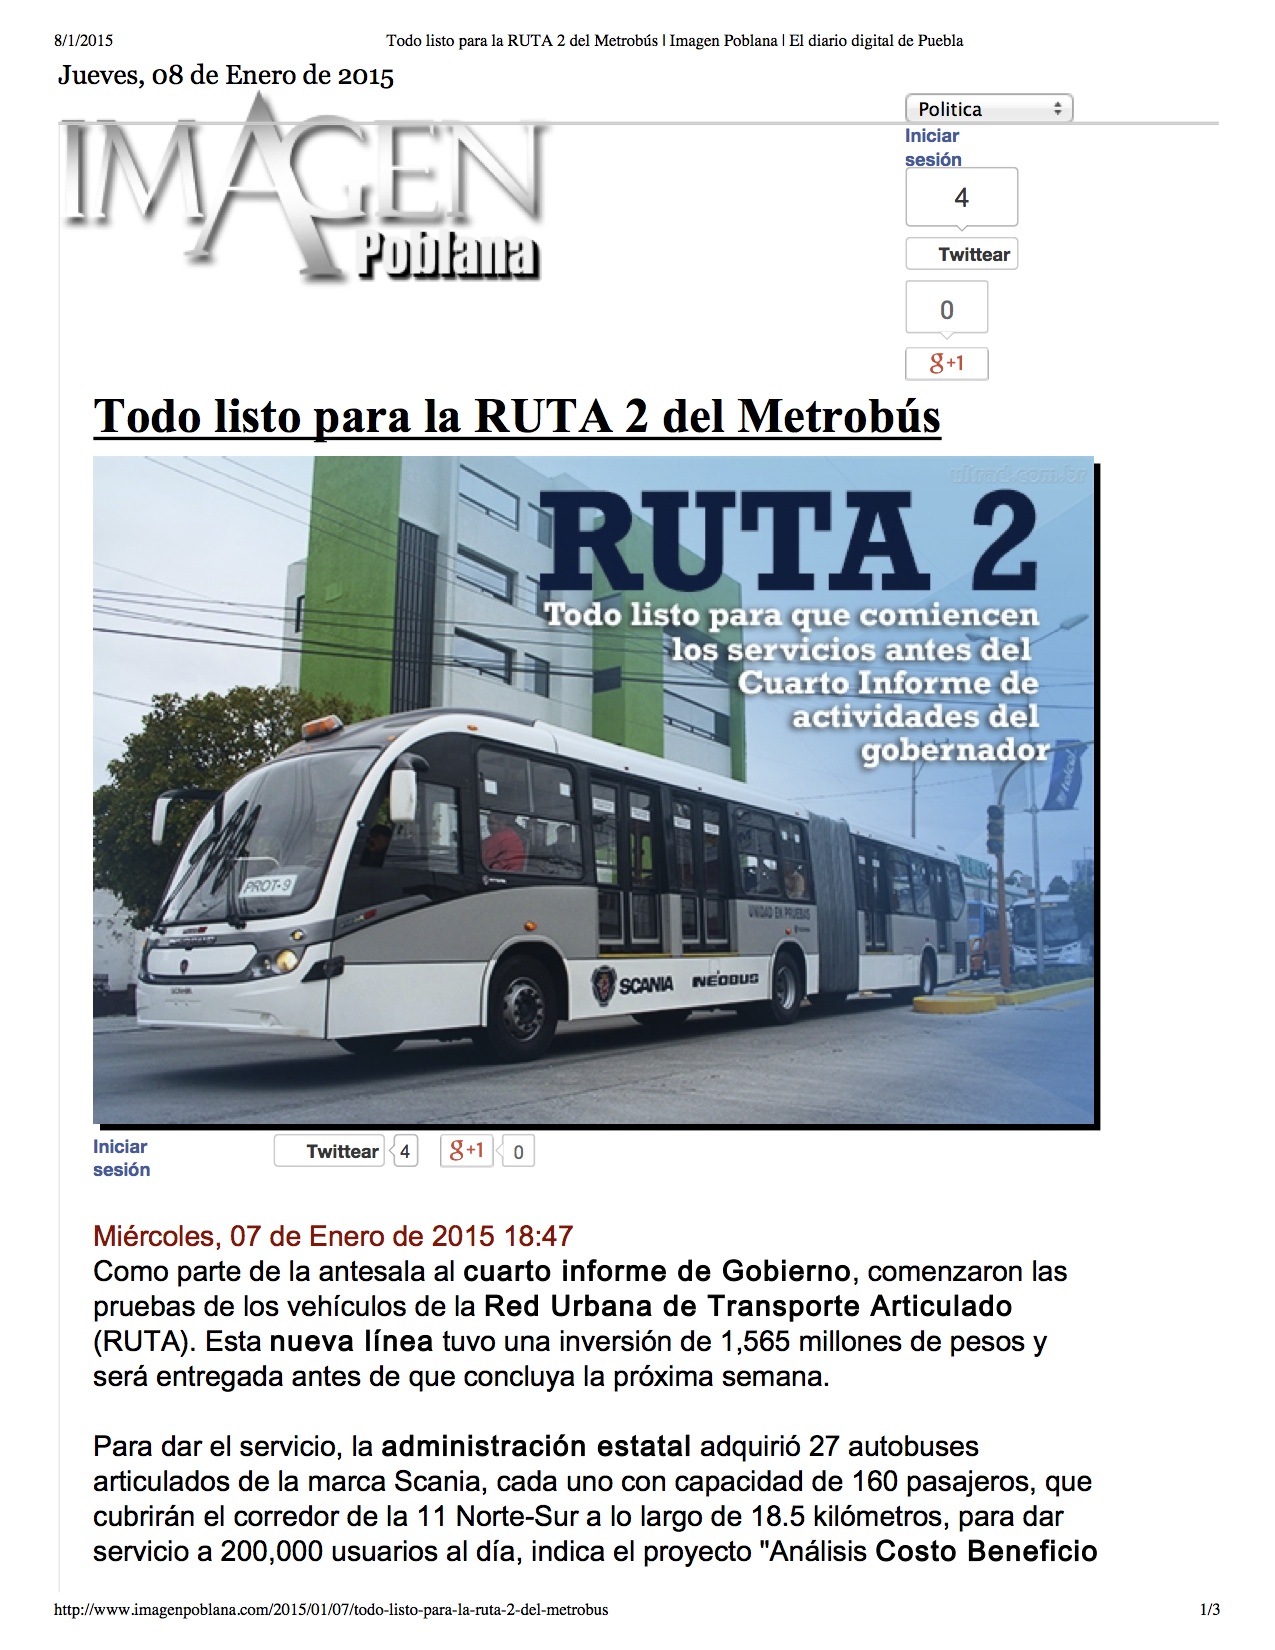 8/1/2015 Todo listo para la RUTA 2 del Metrobús | Imagen Poblana | El diario digital de Puebla
Jueves, 08 de Enero de 2015
IMAGEN
Poblana
Politica
Iniciar
sesión
4
Twittear
0
g+1
Todo listo para la RUTA 2 del Metrobús
ultrad.com.br
RUTA 2
Todo listo para que comiencen
los servicios antes del
Cuarto Informe de
actividades del
gobernador
telcel
PROT-9
UNIDAD EN PRUEBAS
SCANIA NEOBUS
SCANIA
Iniciar
sesión
Twittear 4 g+1 0
Miércoles, 07 de Enero de 2015 18:47
Como parte de la antesala al cuarto informe de Gobierno, comenzaron las
pruebas de los vehículos de la Red Urbana de Transporte Articulado
(RUTA). Esta nueva línea tuvo una inversión de 1,565 millones de pesos y
será entregada antes de que concluya la próxima semana.
Para dar el servicio, la administración estatal adquirió 27 autobuses
articulados de la marca Scania, cada uno con capacidad de 160 pasajeros, que
cubrirán el corredor de la 11 Norte-Sur a lo largo de 18.5 kilómetros, para dar
servicio a 200,000 usuarios al día, indica el proyecto "Análisis Costo Beneficio
http://www.imagenpoblana.com/2015/01/07/todo-listo-para-la-ruta-2-del-metrobus 1/3